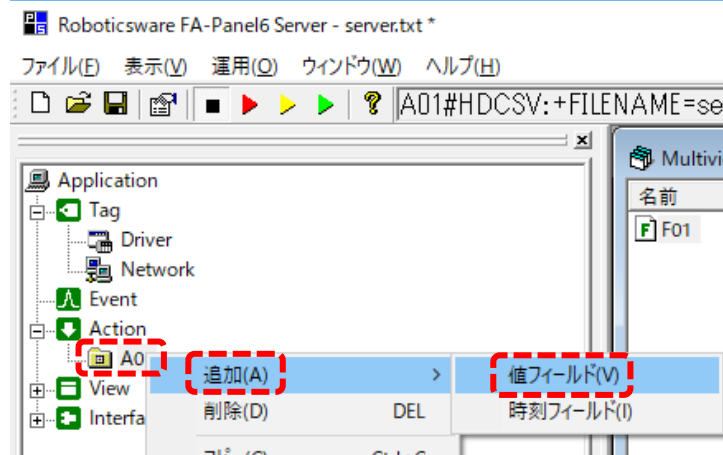 Roboticsware FA-Panel6 Server - server.txt *
ファイル(F) 表示(V) 運用(O) ウィンドウ(W) ヘルプ(H)
A01#HDCSV:+FILENAME=se
Application
Tag
Driver
Network
Event
Action
A0
View
Interfa
Multivi
名前
F01
追加(A) >
削除(D) DEL
値フィールド(V)
時刻フィールド(I)